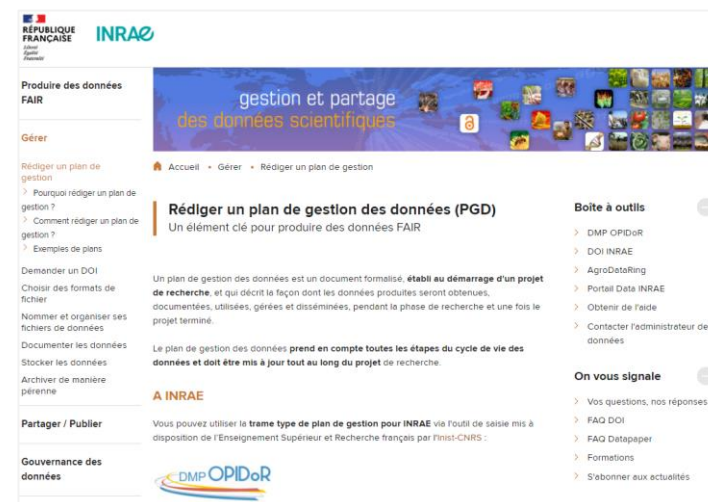 RÉPUBLIQUE
FRANÇAISE
Liberté
Égalité
Fraternité
INRAE
Produire des données
FAIR
Gérer
Rédiger un plan de
gestion
> Pourquoi rédiger un plan de
gestion ?
> Comment rédiger un plan de
gestion ?
> Exemples de plans
Demander un DOI
Choisir des formats de
fichier
Nommer et organiser ses
fichiers de données
Documenter les données
Stocker les données
Archiver de manière
pérenne
Partager / Publier
Gouvernance des
données
gestion et partage
des données scientifiques
Accueil • Gérer • Rédiger un plan de gestion
Rédiger un plan de gestion des données (PGD)
Un élément clé pour produire des données FAIR
Un plan de gestion des données est un document formalisé, établi au démarrage d'un projet
de recherche, et qui décrit la façon dont les données produites seront obtenues,
documentées, utilisées, gérées et disséminées, pendant la phase de recherche et une fois le
projet terminé.
Le plan de gestion des données prend en compte toutes les étapes du cycle de vie des
données et doit être mis à jour tout au long du projet de recherche.
A INRAE
Vous pouvez utiliser la trame type de plan de gestion pour INRAE via l'outil de saisie mis à
disposition de l'Enseignement Supérieur et Recherche français par l'Inist-CNRS :
DMP OPIDoR
Boîte à outils
> DMP OPIDoR
> DOI INRAE
> AgroDataRing
> Portail Data INRAE
> Obtenir de l'aide
> Contacter l'administrateur de
données
On vous signale
> Vos questions, nos réponses
> FAQ DOI
> FAQ Datapaper
> Formations
> S'abonner aux actualités